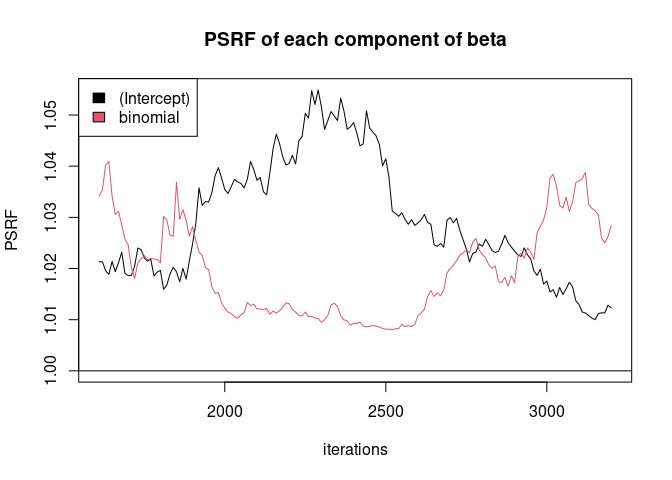 PSRF of each component of beta
(Intercept)
binomial
PSRF
1.05
1.04
1.03
1.02
1.01
1.00
2000 2500 3000
iterations